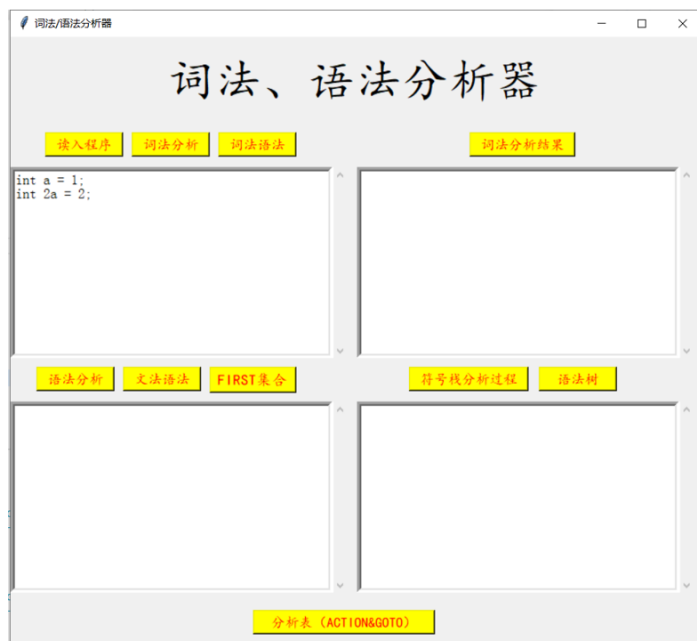 词法/语法分析器
词法、语法分析器
读入程序 词法分析 词法语法 词法分析结果
int a = 1;
int 2a = 2;
语法分析 文法语法 FIRST集合 符号栈分析过程 语法树
分析表（ACTION&GOTO）